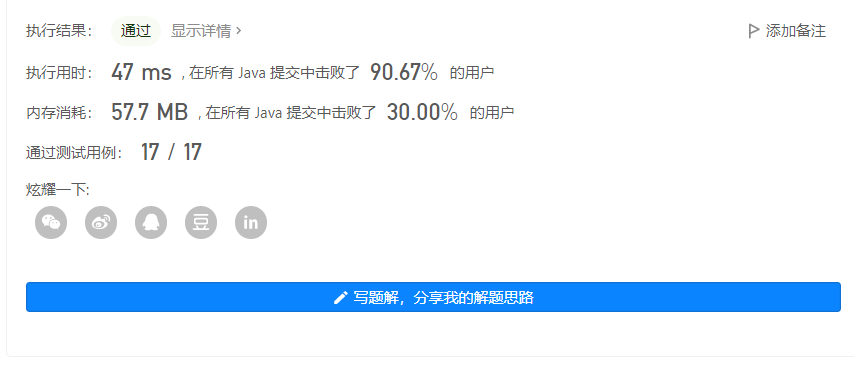 执行结果： 通过 显示详情 > 添加备注
执行用时： 47 ms , 在所有 Java 提交中击败了 90.67% 的用户
内存消耗： 57.7 MB , 在所有 Java 提交中击败了 30.00% 的用户
通过测试用例： 17 / 17
炫耀一下:
豆 in
写题解，分享我的解题思路